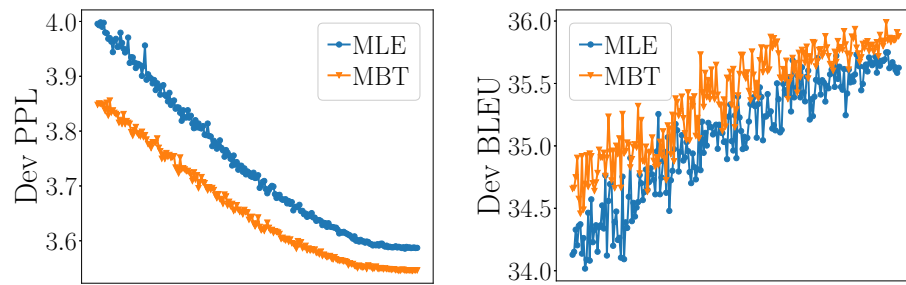 Dev PPL
4.0
3.9
3.8
3.7
3.6
MLE
MBT
Dev BLEU
36.0
35.5
35.0
34.5
34.0
MLE
MBT